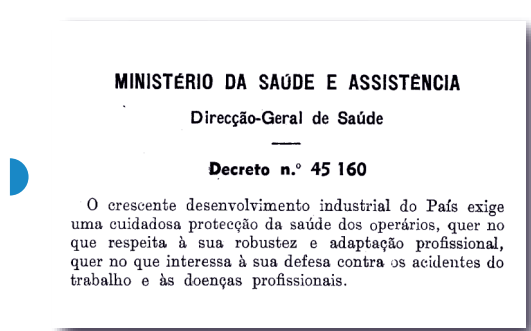 MINISTÉRIO DA SAÚDE E ASSISTÊNCIA
Direcção-Geral de Saúde
Decreto n.º 45 160
O crescente desenvolvimento industrial do País exige
uma cuidadosa protecção da saúde dos operários, quer no
que respeita à sua robustez e adaptação profissional,
quer no que interessa à sua defesa contra os acidentes do
trabalho e às doenças profissionais.